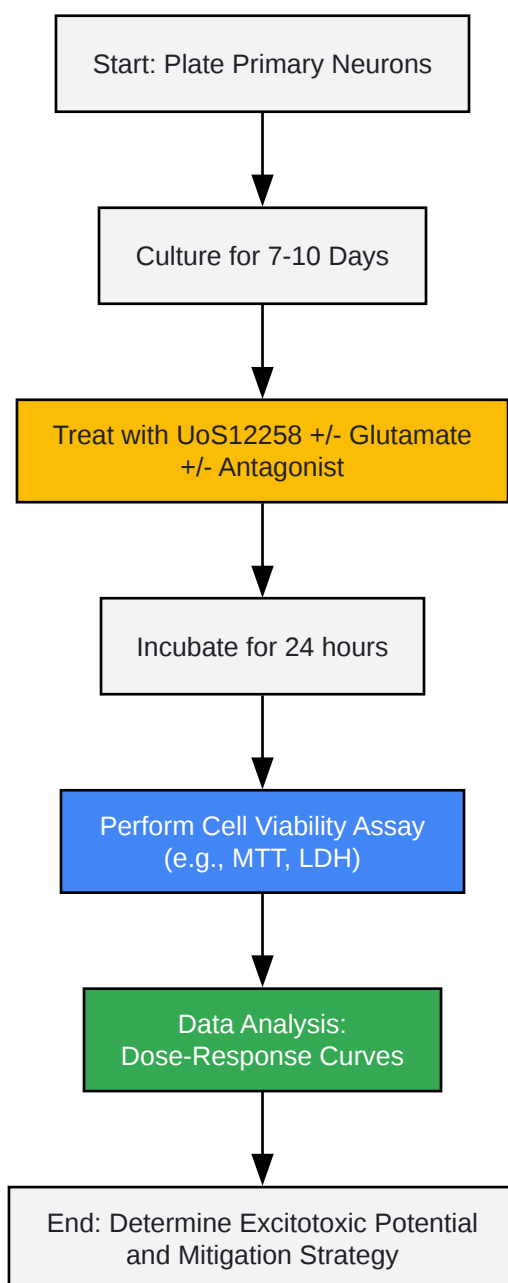 Start: Plate Primary Neurons
Culture for 7-10 Days
Treat with UoS12258 +/- Glutamate
+/- Antagonist
Incubate for 24 hours
Perform Cell Viability Assay
(e.g., MTT, LDH)
Data Analysis:
Dose-Response Curves
End: Determine Excitotoxic Potential
and Mitigation Strategy